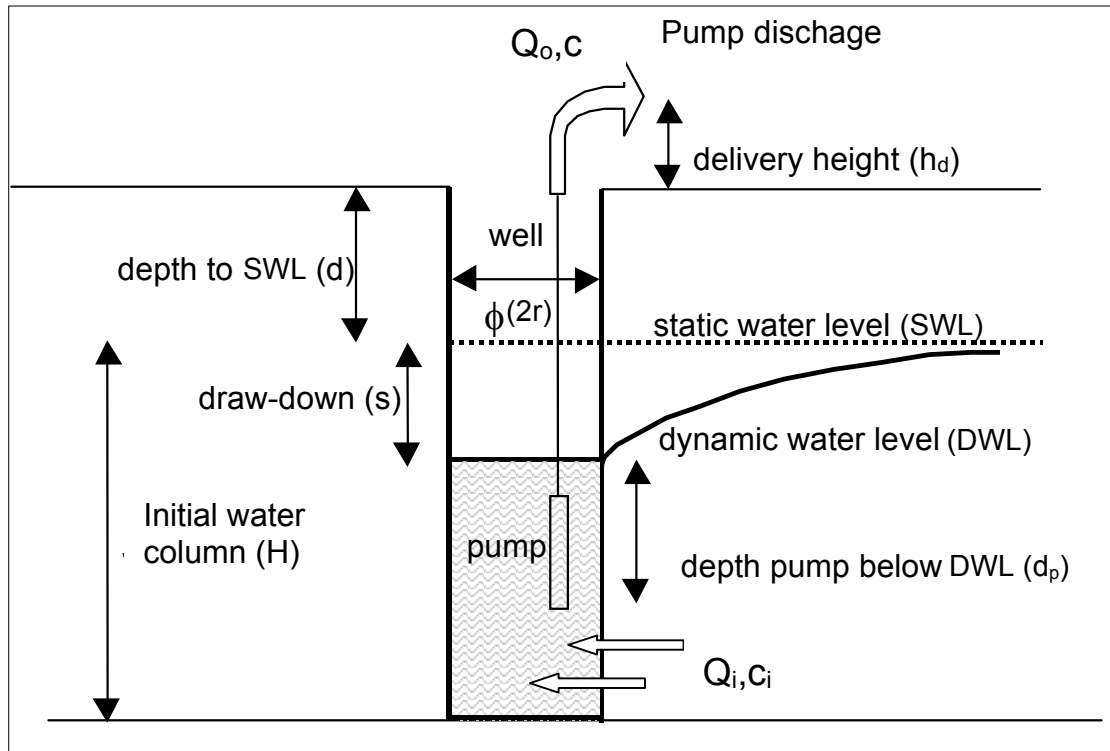 Pump dischage
Qₒ,c
delivery height (h_d)
well
depth to SWL (d)
ϕ(2r)
static water level (SWL)
draw-down (s)
dynamic water level (DWL)
Initial water
column (H)
pump
depth pump below DWL (dₚ)
Qᵢ,cᵢ